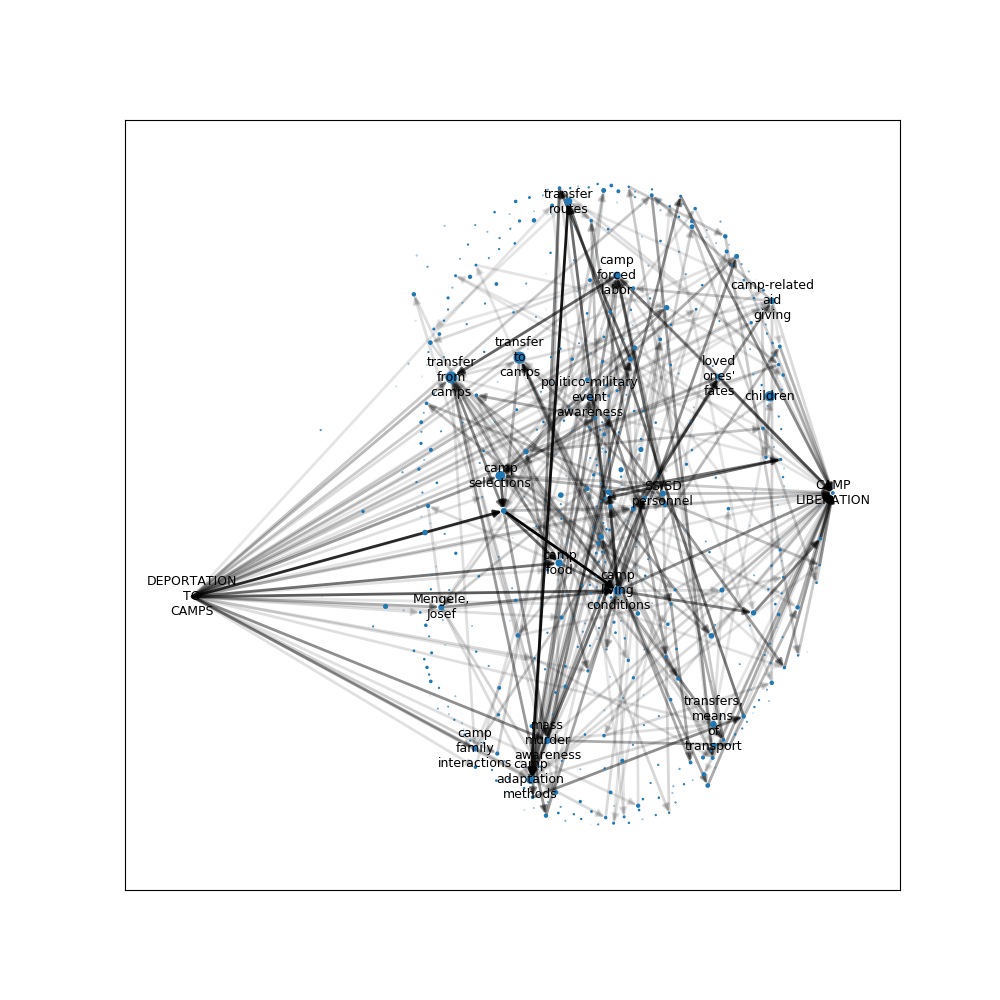 transfer
routes
camp
forced
labor
camp-related
aid
giving
transfer
to
camps
transfer
from
camps
loved
ones'
fates
politico-military
event
awareness
children
camp
selections
SS/SD
personnel
CAMP
LIBERATION
camp
food
camp
living
conditions
DEPORTATION
TO
CAMPS
Mengele,
Josef
transfers,
means
of
transport
camp
family
interactions
mass
murder
awareness
camp
adaptation
methods